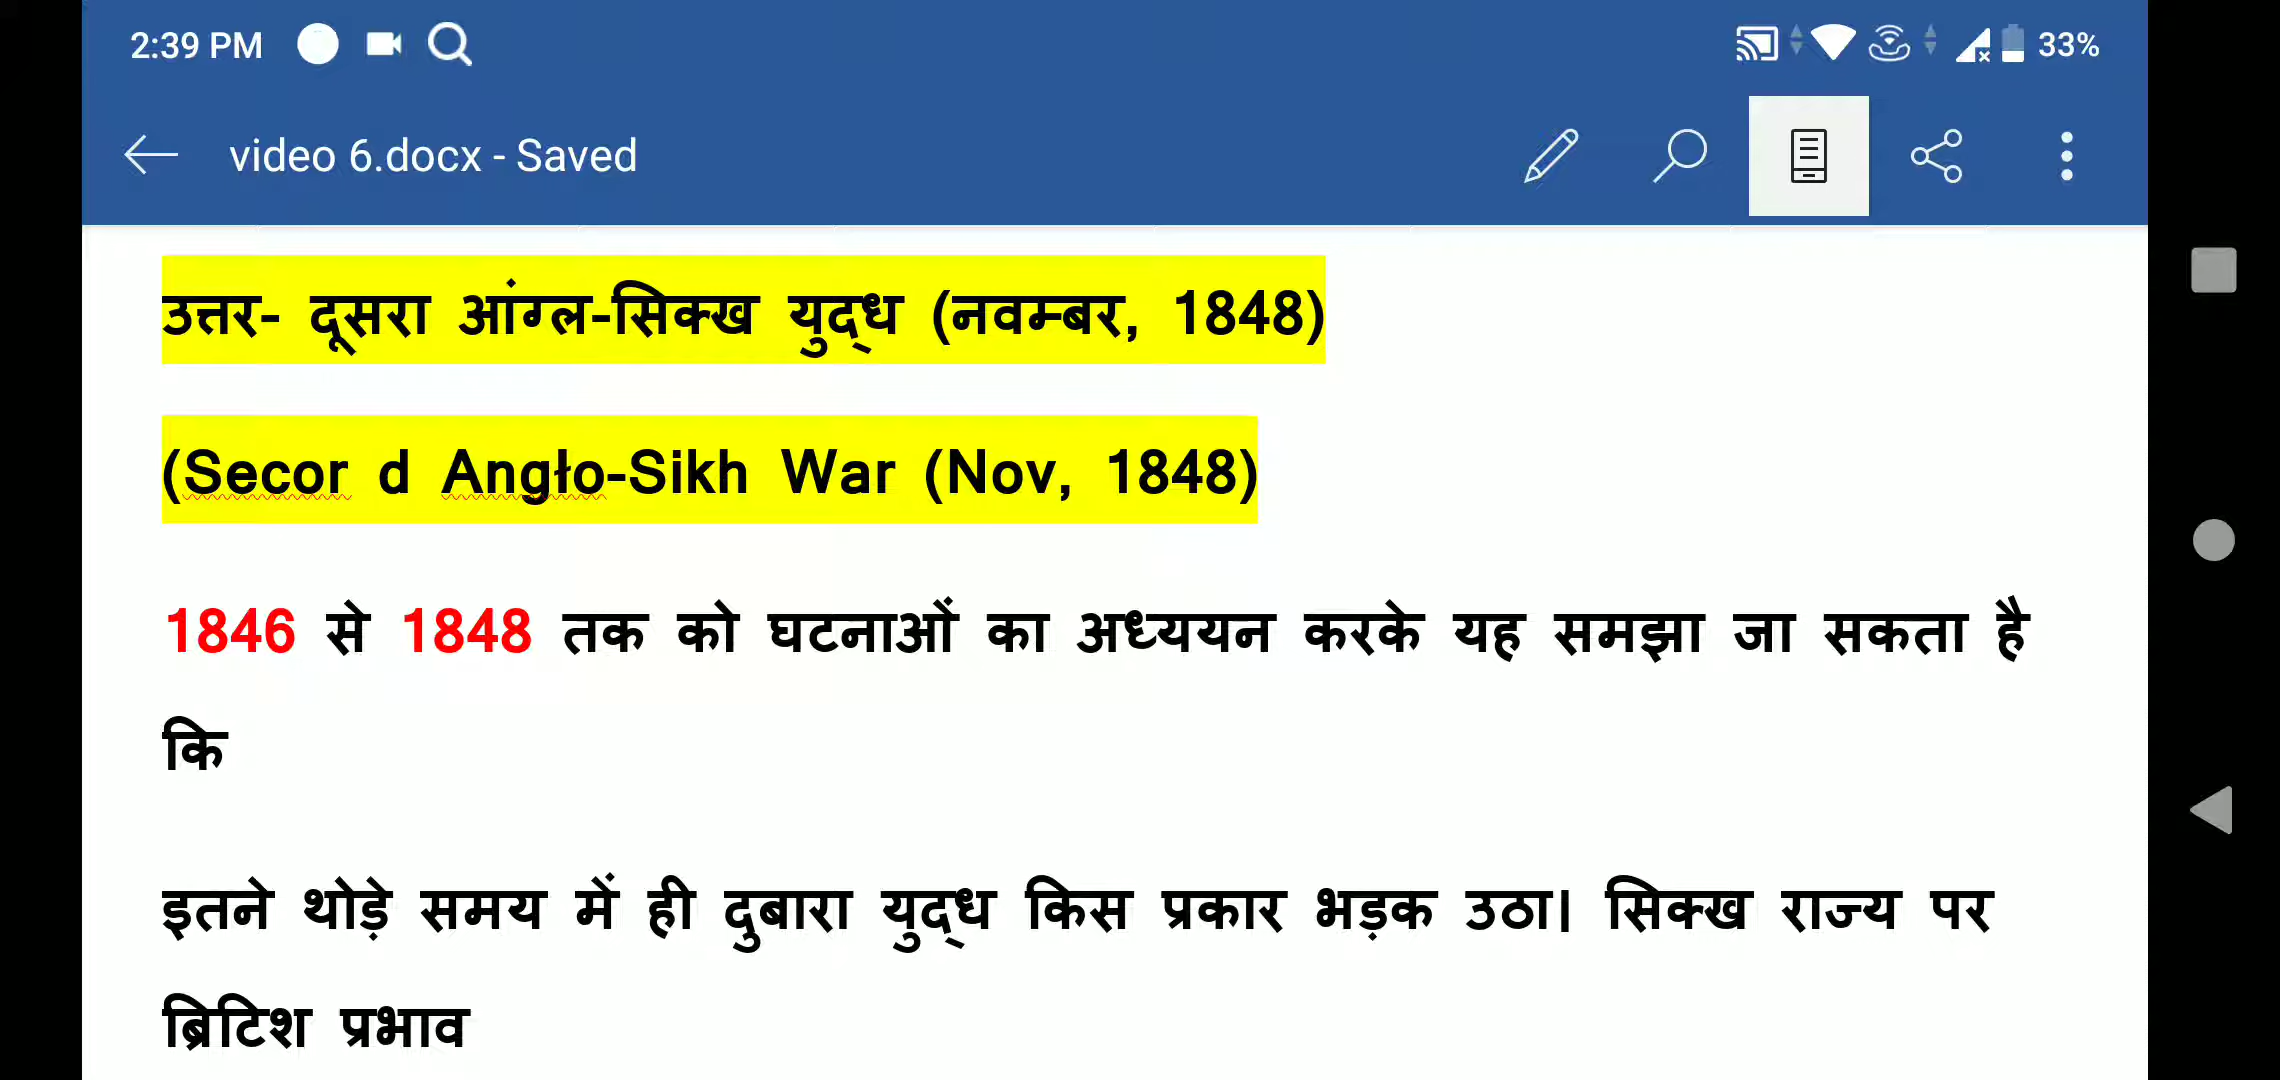 2:39 PM
33%
video 6.docx - Saved
उत्तर- दूसरा आंग्ल-सिक्ख युद्ध (नवम्बर, 1848)
(Secor d Angło-Sikh War (Nov, 1848)
1846 से 1848 तक को घटनाओं का अध्ययन करके यह समझा जा सकता है
कि
इतने थोड़े समय में ही दुबारा युद्ध किस प्रकार भड़क उठा। सिक्ख राज्य पर
ब्रिटिश प्रभाव